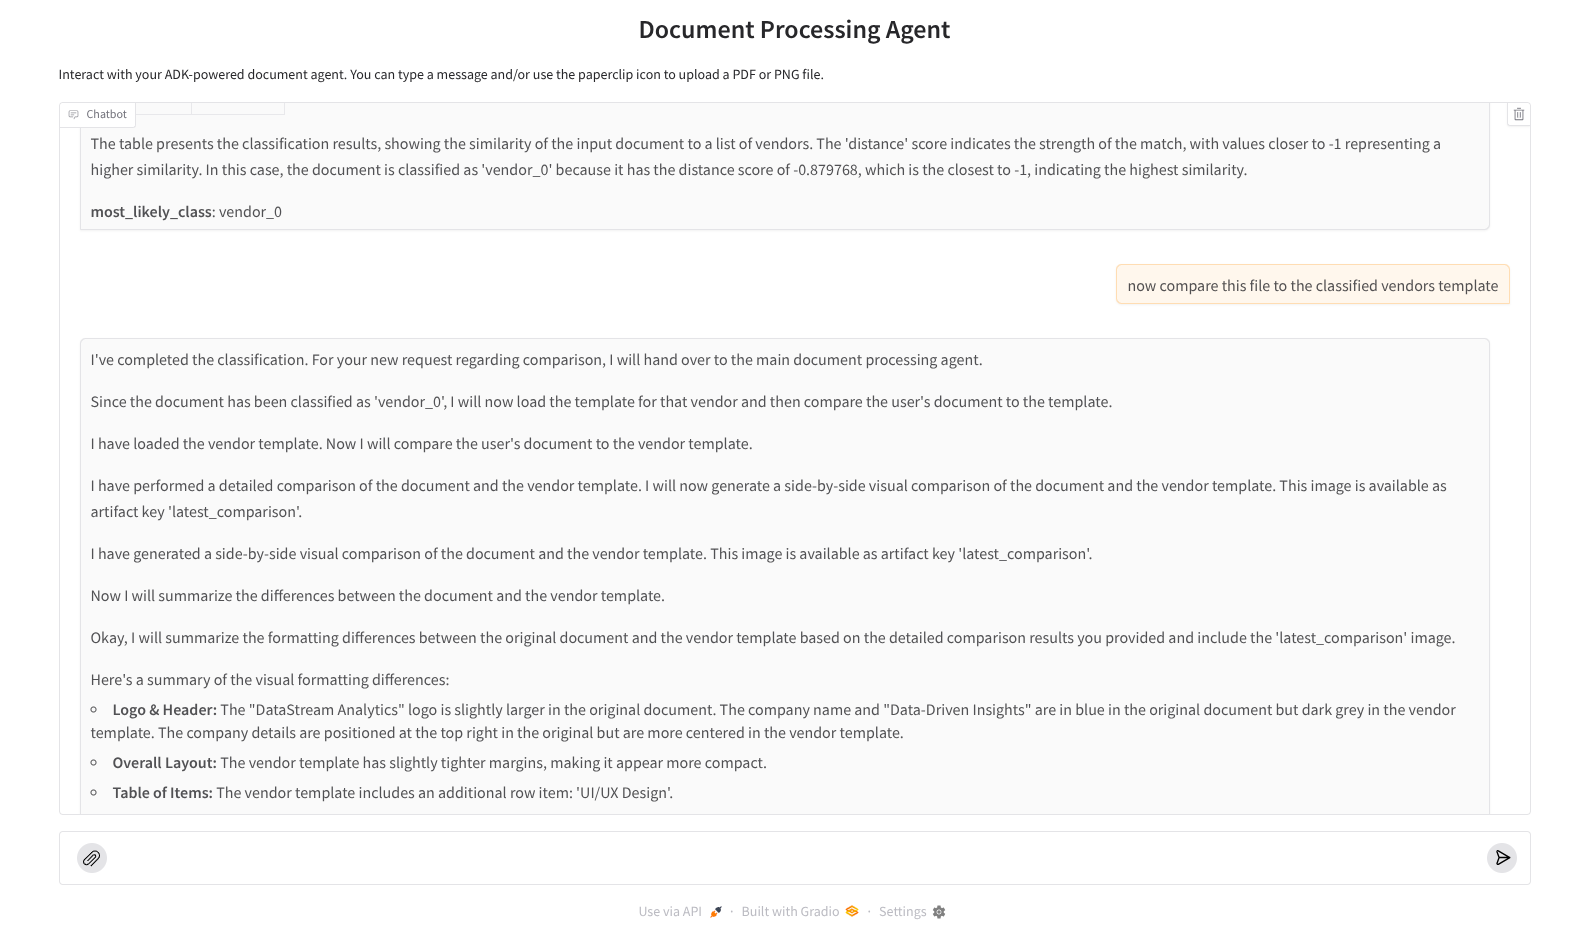 Document Processing Agent
Interact with your ADK-powered document agent. You can type a message and/or use the paperclip icon to upload a PDF or PNG file.
Chatbot
The table presents the classification results, showing the similarity of the input document to a list of vendors. The 'distance' score indicates the strength of the match, with values closer to -1 representing a
higher similarity. In this case, the document is classified as 'vendor_0' because it has the distance score of -0.879768, which is the closest to -1, indicating the highest similarity.
most_likely_class: vendor_0
now compare this file to the classified vendors template
I've completed the classification. For your new request regarding comparison, I will hand over to the main document processing agent.
Since the document has been classified as 'vendor_0', I will now load the template for that vendor and then compare the user's document to the template.
I have loaded the vendor template. Now I will compare the user's document to the vendor template.
I have performed a detailed comparison of the document and the vendor template. I will now generate a side-by-side visual comparison of the document and the vendor template. This image is available as
artifact key 'latest_comparison'.
I have generated a side-by-side visual comparison of the document and the vendor template. This image is available as artifact key 'latest_comparison'.
Now I will summarize the differences between the document and the vendor template.
Okay, I will summarize the formatting differences between the original document and the vendor template based on the detailed comparison results you provided and include the 'latest_comparison' image.
Here's a summary of the visual formatting differences:
Logo & Header: The "DataStream Analytics" logo is slightly larger in the original document. The company name and "Data-Driven Insights" are in blue in the original document but dark grey in the vendor
template. The company details are positioned at the top right in the original but are more centered in the vendor template.
Overall Layout: The vendor template has slightly tighter margins, making it appear more compact.
Table of Items: The vendor template includes an additional row item: 'UI/UX Design'.
Use via API · Built with Gradio · Settings